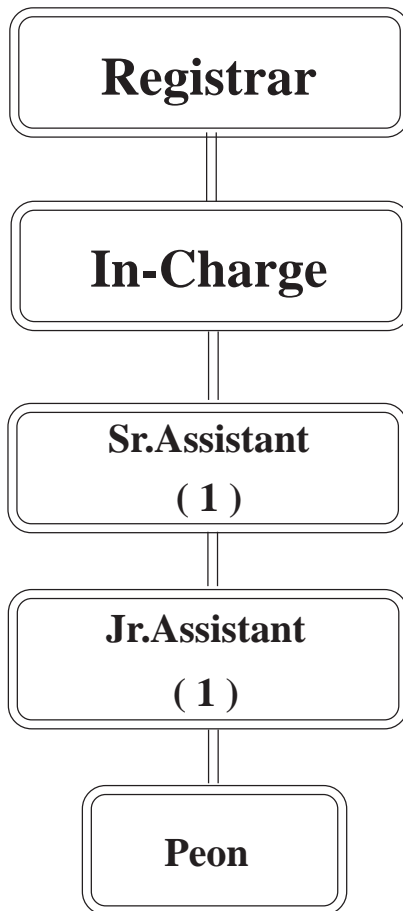 Registrar
In-Charge
Sr.Assistant
( 1 )
Jr.Assistant
( 1 )
Peon